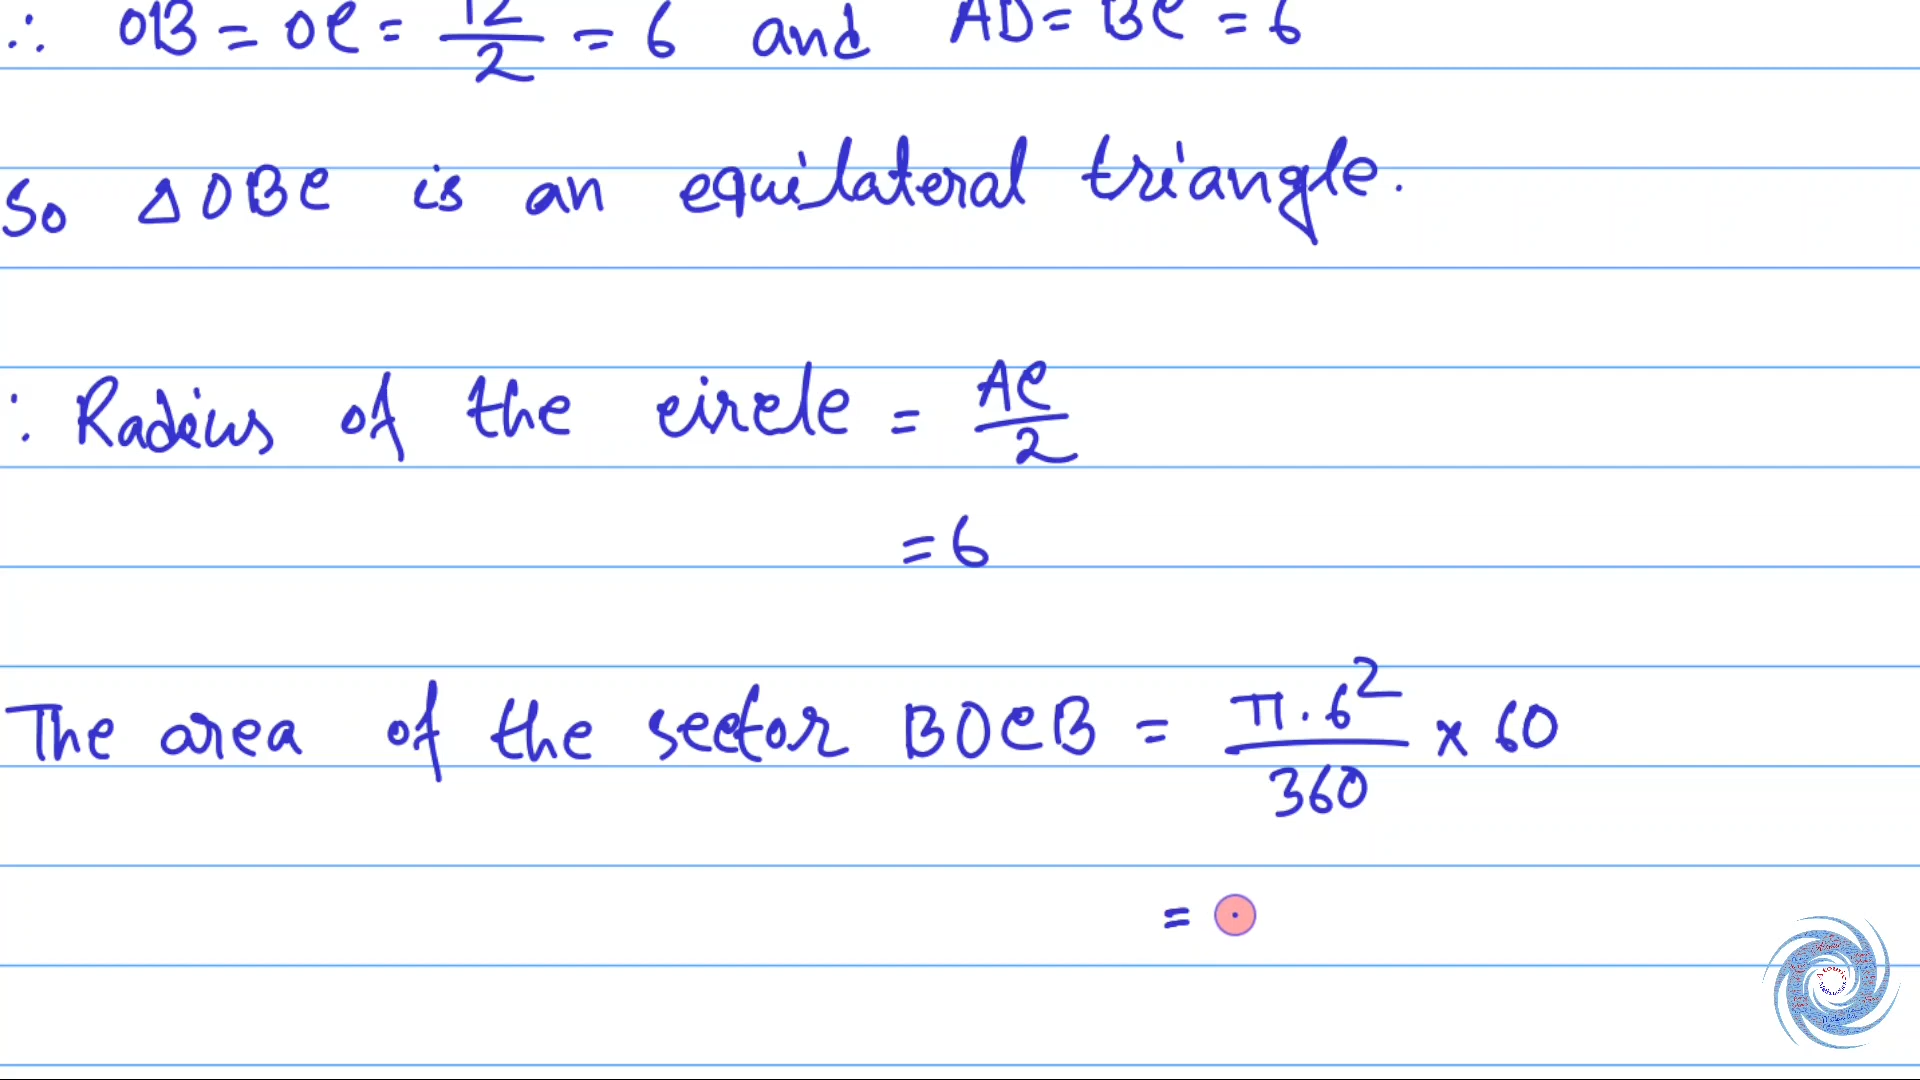 ∴ OB = OC = 12/2 = 6 and AD = BC = 6
So △OBC is an equilateral triangle.
∴ Radius of the circle = AC/2
= 6
The area of the sector BOCB = π·6²/360 × 60
=